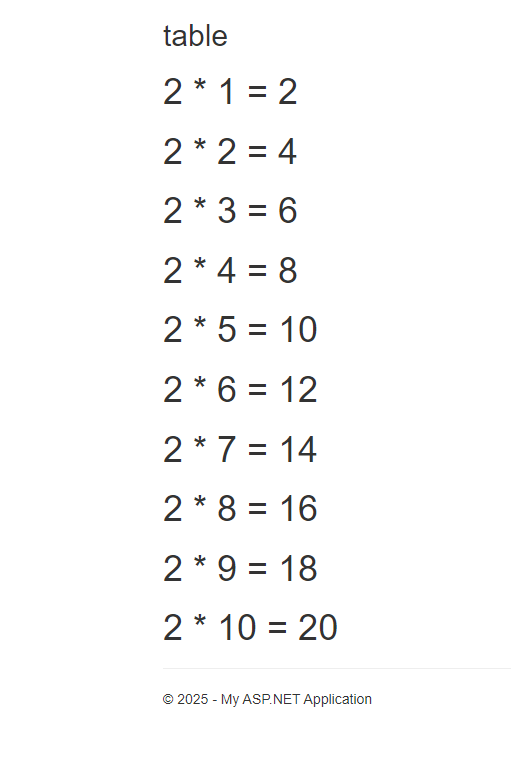 table
2 * 1 = 2
2 * 2 = 4
2 * 3 = 6
2 * 4 = 8
2 * 5 = 10
2 * 6 = 12
2 * 7 = 14
2 * 8 = 16
2 * 9 = 18
2 * 10 = 20
© 2025 - My ASP.NET Application